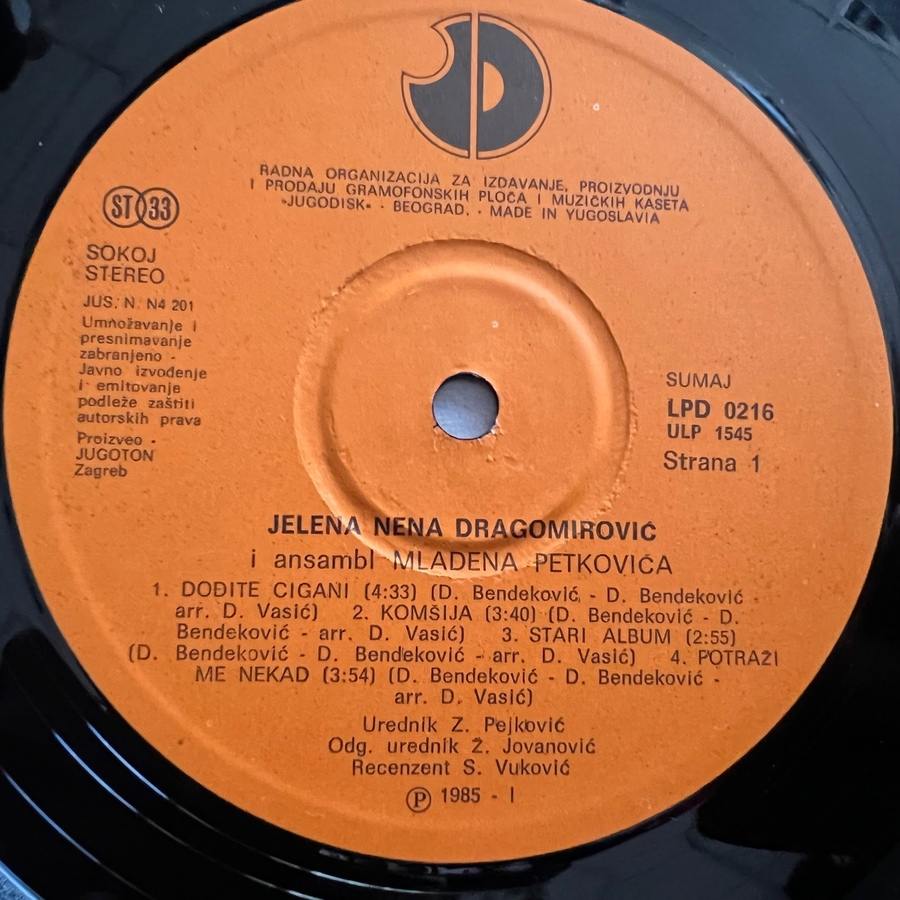 RADNA ORGANIZACIJA ZA IZDAVANJE, PROIZVODNJU
I PRODAJU GRAMOFONSKIH PLOČA I MUZIČKIH KASETA
»JUGODISK« · BEOGRAD, · MADE IN YUGOSLAVIA
ST 33
SOKOJ
STEREO
JUS. N. N4 201
Umnožavanje i
presnimavanje
zabranjeno -
Javno izvođenje
i emitovanje
podleže zaštiti
autorskih prava
Proizveo -
JUGOTON
Zagreb
SUMAJ
LPD 0216
ULP 1545
Strana 1
JELENA NENA DRAGOMIROVIĆ
i ansambl MLADENA PETKOVIĆA
1. DOĐITE CIGANI (4:33) (D. Bendeković - D. Bendeković -
arr. D. Vasić) 2. KOMŠIJA (3:40) (D. Bendeković - D.
Bendeković - arr. D. Vasić) 3. STARI ALBUM (2:55)
(D. Bendeković - D. Bendeković - arr. D. Vasić) 4. POTRAŽI
ME NEKAD (3:54) (D. Bendeković - D. Bendeković -
arr. D. Vasić)
Urednik Z. Pejković
Odg. urednik Ž. Jovanović
Recenzent S. Vuković
Ⓟ 1985 - I